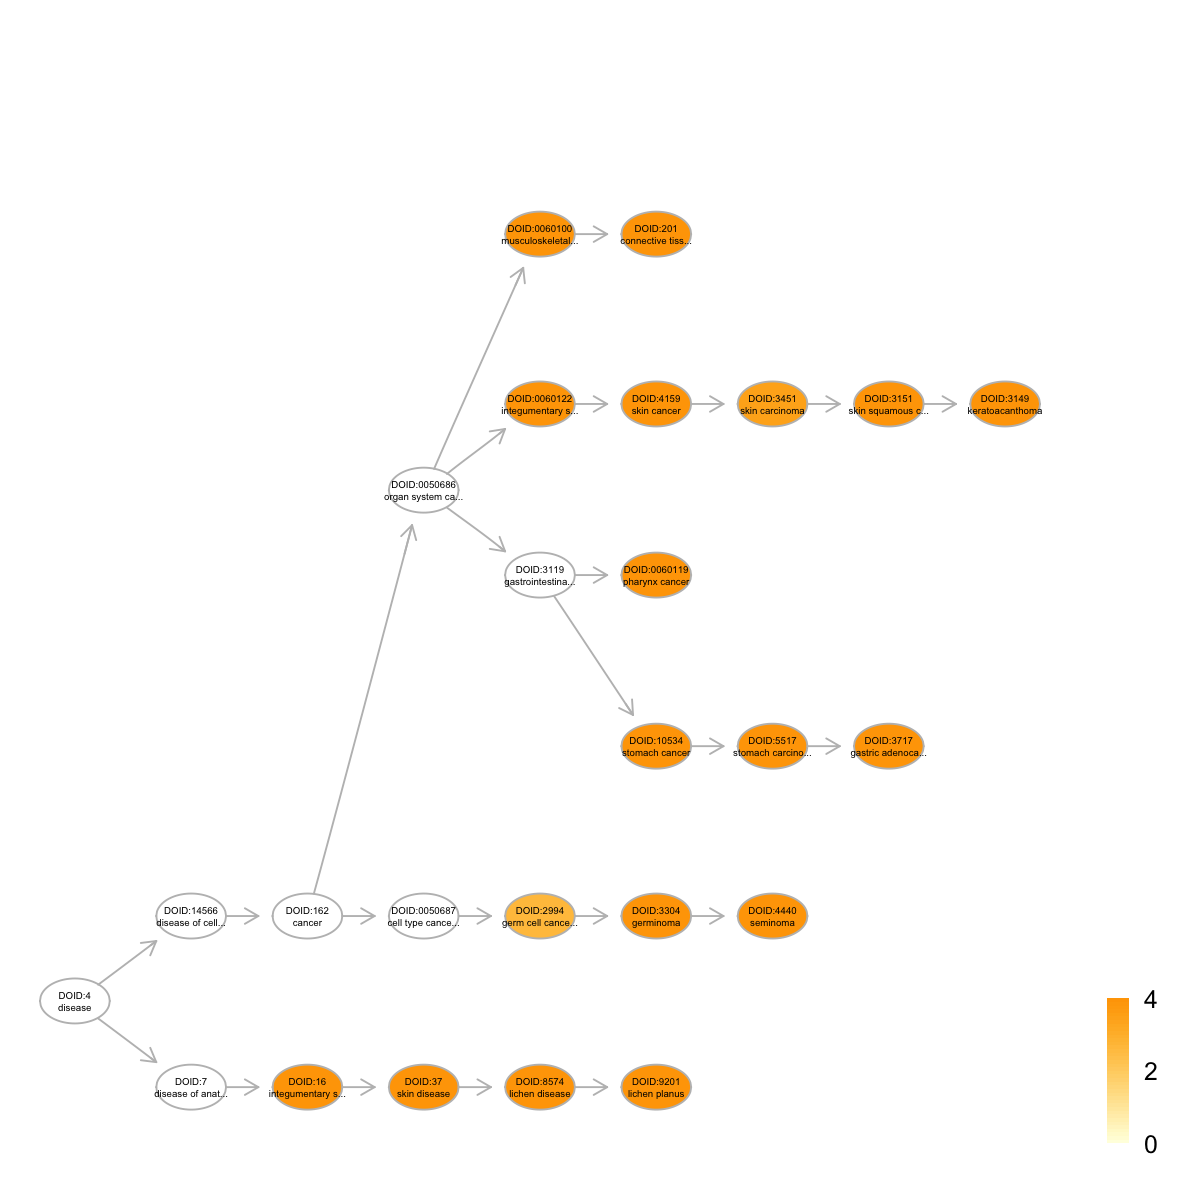 DOID:0060100
musculoskeletal...
DOID:201
connective tiss...
DOID:0060122
integumentary s...
DOID:4159
skin cancer
DOID:3451
skin carcinoma
DOID:3151
skin squamous c...
DOID:3149
keratoacanthoma
DOID:0050686
organ system ca...
DOID:3119
gastrointestina...
DOID:0060119
pharynx cancer
DOID:10534
stomach cancer
DOID:5517
stomach carcino...
DOID:3717
gastric adenoca...
DOID:14566
disease of cell...
DOID:162
cancer
DOID:0050687
cell type cance...
DOID:2994
germ cell cance...
DOID:3304
germinoma
DOID:4440
seminoma
DOID:4
disease
DOID:7
disease of anat...
DOID:16
integumentary s...
DOID:37
skin disease
DOID:8574
lichen disease
DOID:9201
lichen planus
4
2
0